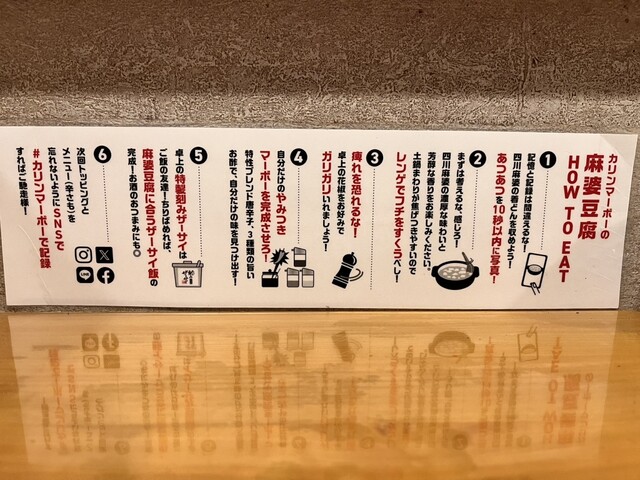 カリンマーボーの
麻婆豆腐
HOW TO EAT
1
記憶と記録は間違えるな!
四川麻婆の着どんを収めよう!
あつあつを10秒以内に写真!
2
まずは考えるな、感じろ!
四川麻婆の濃厚な味わいと
芳醇な香りをお楽しみください。
土鍋まわりが焦げつきやすいので
レンゲでフチをすくうべし!
3
痺れを恐れるな!
卓上の花椒をお好みで
ガリガリいれましょう!
4
自分だけのやみつき
マーボーを完成させろ!
特性ブレンド唐辛子、3種類の旨い
お酢で、自分だけの味を見つけ出す!
5
卓上の特製刻みザーサイは
ご飯の友達ーちりばめれば、
麻婆豆腐に合うザーサイ飯の
完成!お酒のおつまみにも◎
6
次回トッピングと
メニュー(辛さも)を
忘れないようにSNSで
#カリンマーボーで記録
すればご馳走様!
LINE